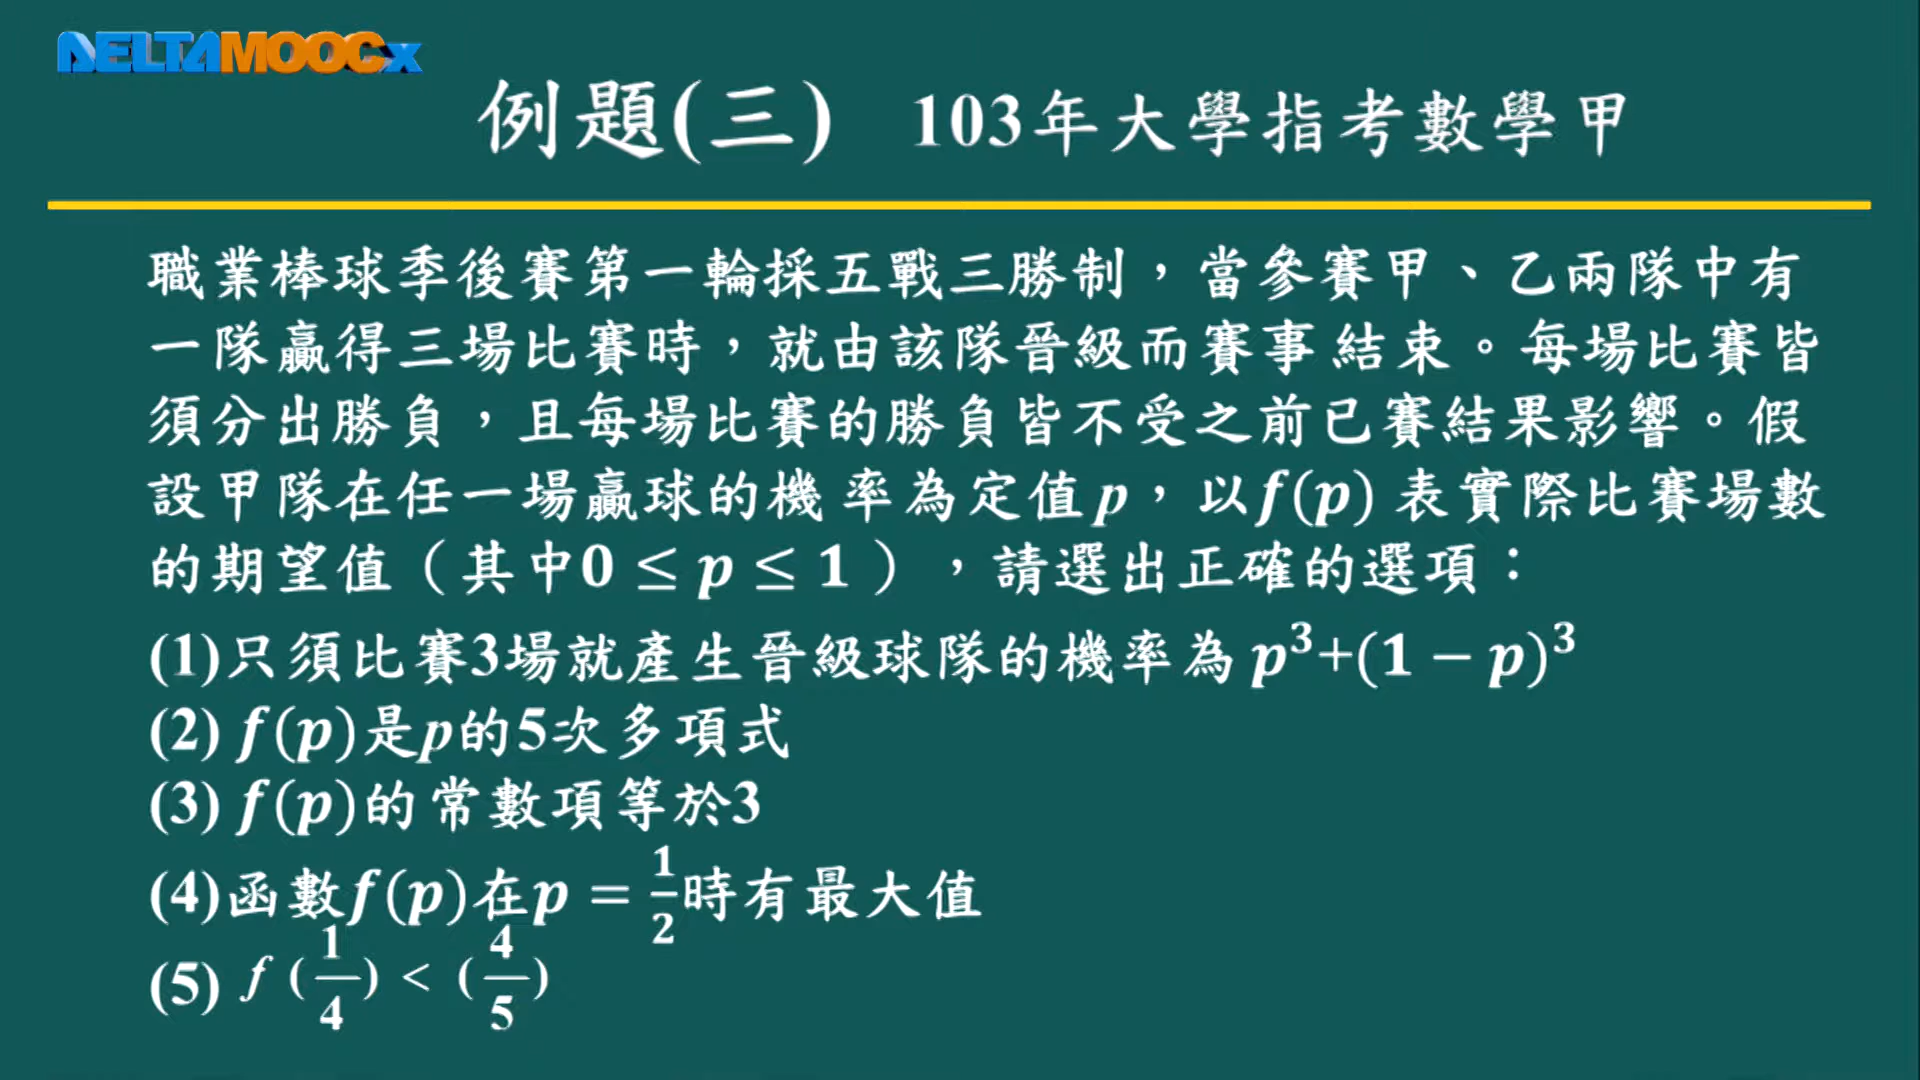 DELTAMOOCx
例題(三) 103年大學指考數學甲
職業棒球季後賽第一輪採五戰三勝制，當參賽甲、乙兩隊中有
一隊贏得三場比賽時，就由該隊晉級而賽事結束。每場比賽皆
須分出勝負，且每場比賽的勝負皆不受之前已賽結果影響。假
設甲隊在任一場贏球的機率為定值p，以f(p)表實際比賽場數
的期望值（其中0 ≤ p ≤ 1），請選出正確的選項：
(1)只須比賽3場就產生晉級球隊的機率為 p³+(1 − p)³
(2) f(p)是p的5次多項式
(3) f(p)的常數項等於3
(4)函數f(p)在p = 1/2時有最大值
(5) f (1/4) < (4/5)